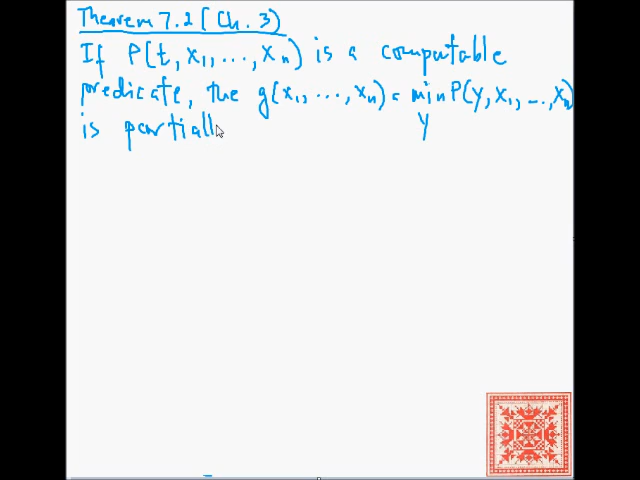 Theorem 7.2 (Ch. 3)
If P(t, x₁, ..., xₙ) is a computable
predicate, the g(x₁, ..., xₙ) = min P(y, x₁, ..., xₙ)
y
is partiall